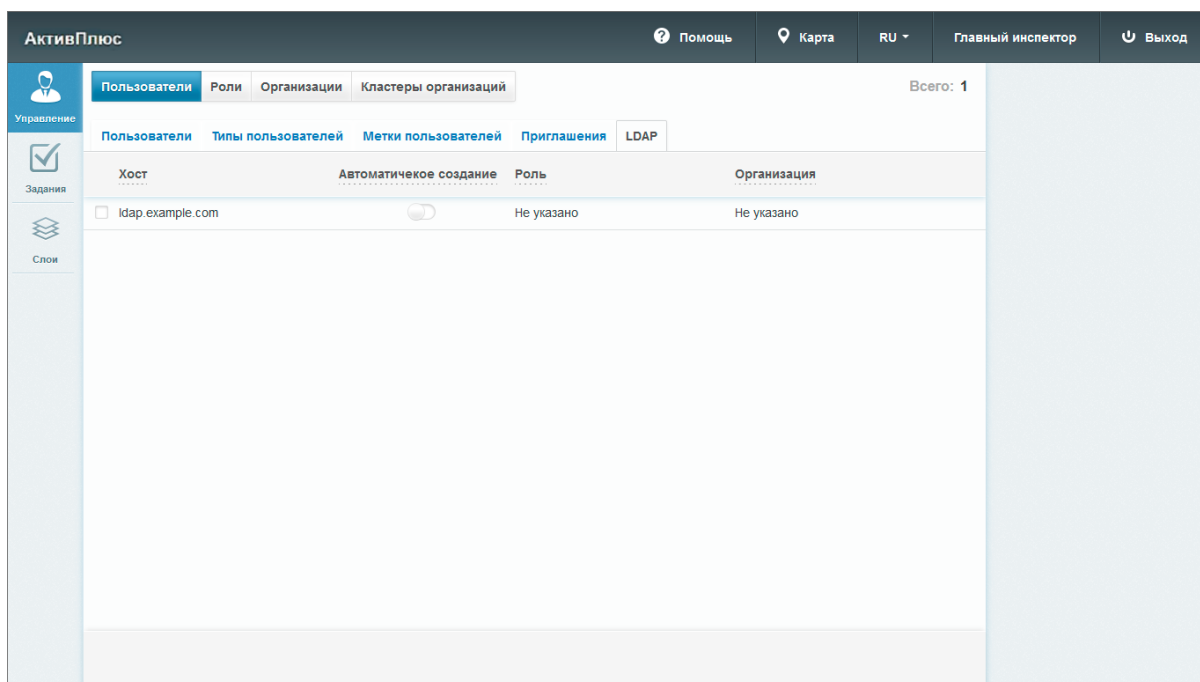 АктивПлюс
Помощь
Карта
RU
Главный инспектор
Выход
Управление
Задания
Слои
Пользователи Роли Организации Кластеры организаций
Всего: 1
Пользователи Типы пользователей Метки пользователей Приглашения LDAP
Хост Автоматичекое создание Роль Организация
ldap.example.com Не указано Не указано